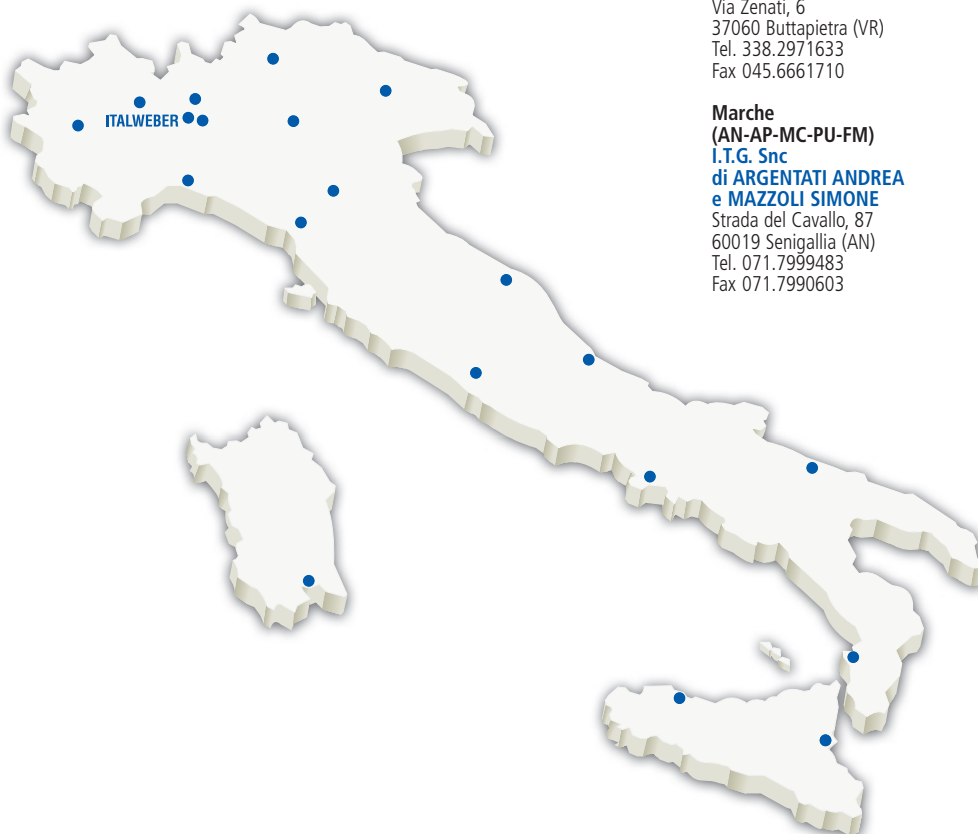 Via Zenati, 6
37060 Buttapietra (VR)
Tel. 338.2971633
Fax 045.6661710
Marche
(AN-AP-MC-PU-FM)
I.T.G. Snc
di ARGENTATI ANDREA
e MAZZOLI SIMONE
Strada del Cavallo, 87
60019 Senigallia (AN)
Tel. 071.7999483
Fax 071.7990603
ITALWEBER